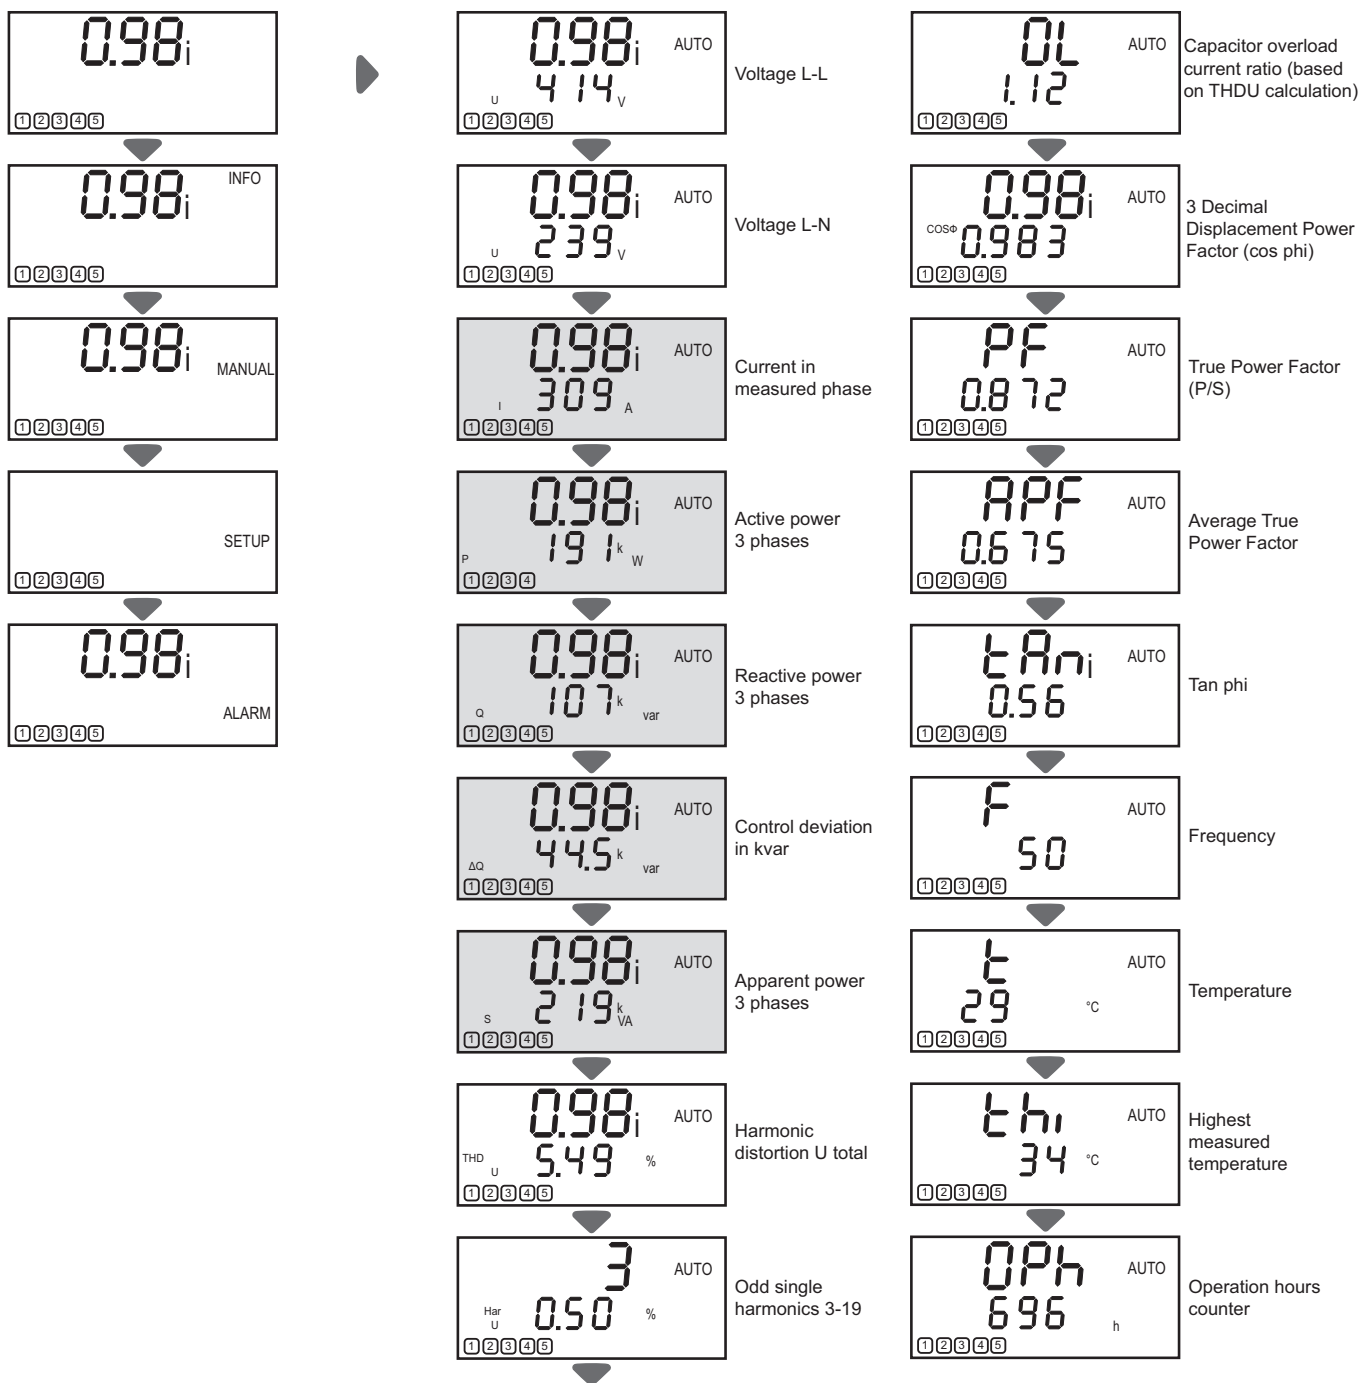 0.98i
1 2 3 4 5
0.98i
INFO
1 2 3 4 5
0.98i
MANUAL
1 2 3 4 5
SETUP
1 2 3 4 5
0.98i
ALARM
1 2 3 4 5
0.98i AUTO
U 414 V
1 2 3 4 5
Voltage L-L
0.98i AUTO
U 239 V
1 2 3 4 5
Voltage L-N
0.98i AUTO
I 309 A
1 2 3 4 5
Current in
measured phase
0.98i AUTO
P 191 k W
1 2 3 4
Active power
3 phases
0.98i AUTO
Q 107 k var
1 2 3 4 5
Reactive power
3 phases
0.98i AUTO
ΔQ 44.5 k var
1 2 3 4 5
Control deviation
in kvar
0.98i AUTO
S 219 k VA
1 2 3 4 5
Apparent power
3 phases
0.98i AUTO
THD U 5.49 %
1 2 3 4 5
Harmonic
distortion U total
3 AUTO
Har U 0.50 %
1 2 3 4 5
Odd single
harmonics 3-19
OL AUTO
1.12
1 2 3 4 5
Capacitor overload
current ratio (based
on THDU calculation)
0.98i AUTO
COSΦ 0.983
1 2 3 4 5
3 Decimal
Displacement Power
Factor (cos phi)
PF AUTO
0.872
1 2 3 4 5
True Power Factor
(P/S)
APF AUTO
0.675
1 2 3 4 5
Average True
Power Factor
tAni AUTO
0.56
1 2 3 4 5
Tan phi
F AUTO
50
1 2 3 4 5
Frequency
t AUTO
29 °C
1 2 3 4 5
Temperature
thi AUTO
34 °C
1 2 3 4 5
Highest
measured
temperature
OPh AUTO
696 h
1 2 3 4 5
Operation hours
counter